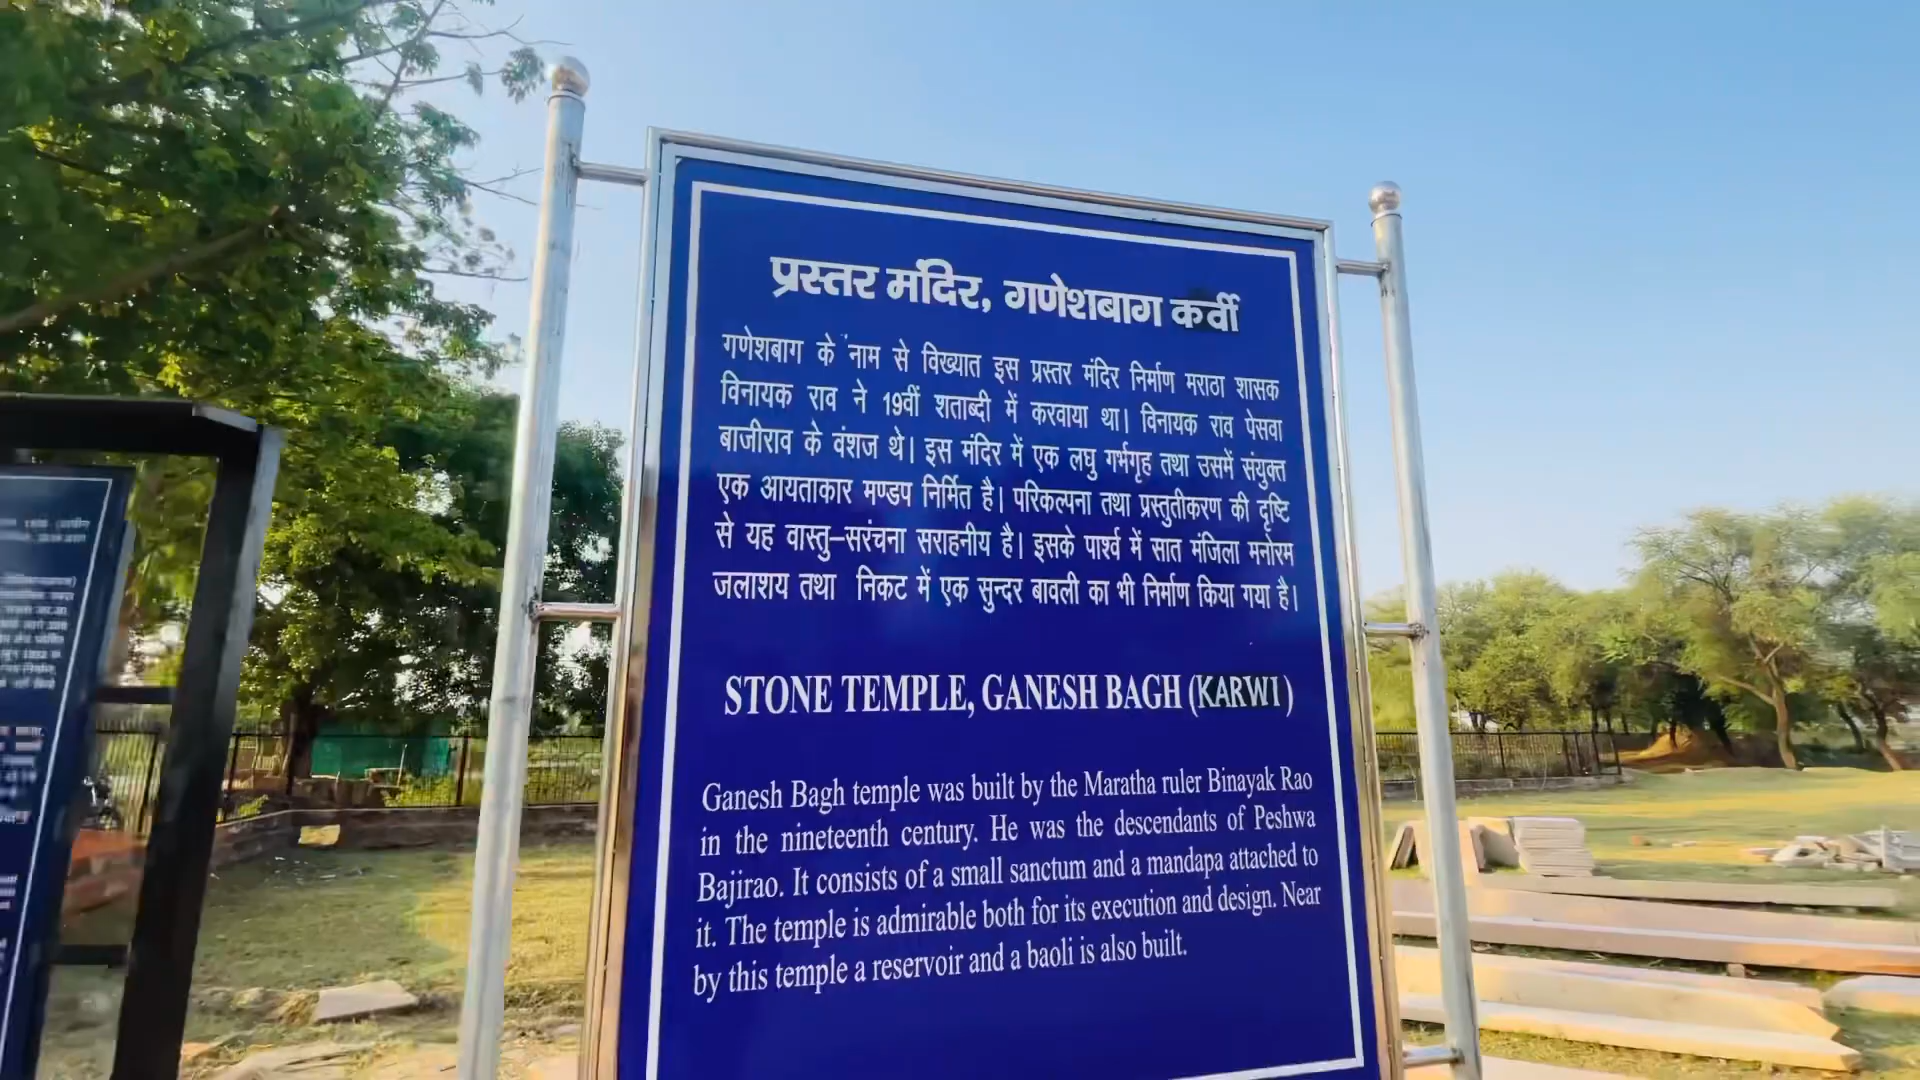 प्रस्तर मंदिर, गणेशबाग कर्वी
गणेशबाग के नाम से विख्यात इस प्रस्तर मंदिर निर्माण मराठा शासक
विनायक राव ने 19वीं शताब्दी में करवाया था। विनायक राव पेसवा
बाजीराव के वंशज थे। इस मंदिर में एक लघु गर्भगृह तथा उसमें संयुक्त
एक आयताकार मण्डप निर्मित है। परिकल्पना तथा प्रस्तुतीकरण की दृष्टि
से यह वास्तु–सरंचना सराहनीय है। इसके पार्श्व में सात मंजिला मनोरम
जलाशय तथा निकट में एक सुन्दर बावली का भी निर्माण किया गया है।
STONE TEMPLE, GANESH BAGH (KARWI)
Ganesh Bagh temple was built by the Maratha ruler Binayak Rao
in the nineteenth century. He was the descendants of Peshwa
Bajirao. It consists of a small sanctum and a mandapa attached to
it. The temple is admirable both for its execution and design. Near
by this temple a reservoir and a baoli is also built.